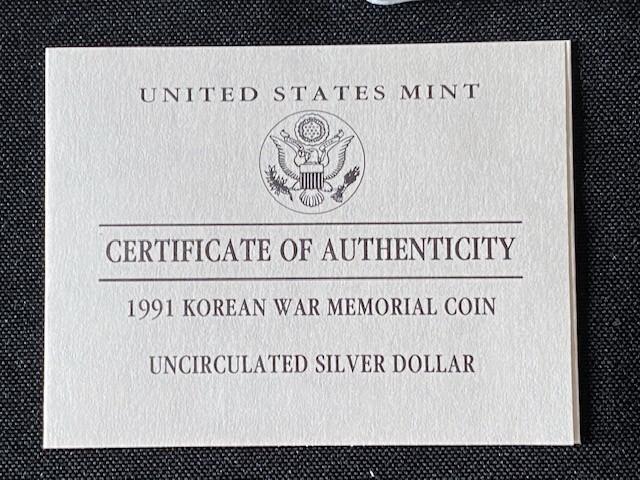 UNITED STATES MINT
CERTIFICATE OF AUTHENTICITY
1991 KOREAN WAR MEMORIAL COIN
UNCIRCULATED SILVER DOLLAR